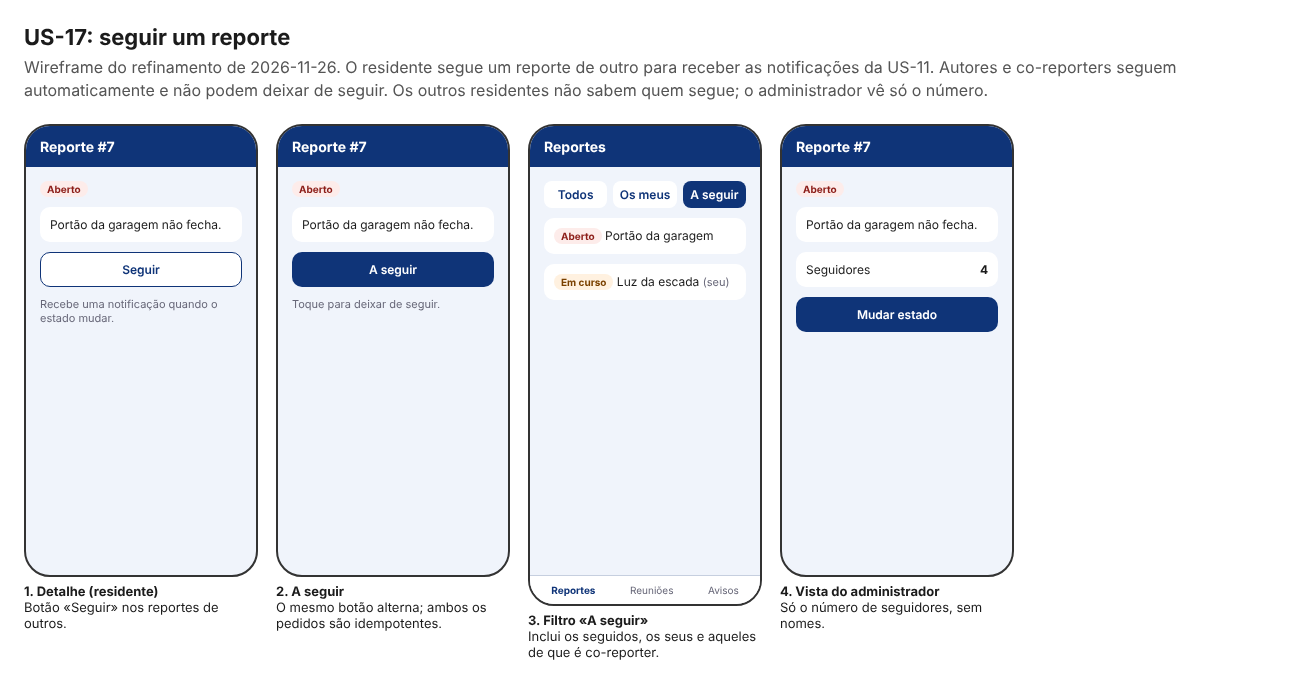 US-17: seguir um reporte
Wireframe do refinamento de 2026-11-26. O residente segue um reporte de outro para receber as notificações da US-11. Autores e co-reporters seguem
automaticamente e não podem deixar de seguir. Os outros residentes não sabem quem segue; o administrador vê só o número.
Reporte #7
Aberto
Portão da garagem não fecha.
Seguir
Recebe uma notificação quando o
estado mudar.
1. Detalhe (residente)
Botão «Seguir» nos reportes de
outros.
Reporte #7
Aberto
Portão da garagem não fecha.
A seguir
Toque para deixar de seguir.
2. A seguir
O mesmo botão alterna; ambos os
pedidos são idempotentes.
Reportes
Todos Os meus A seguir
Aberto Portão da garagem
Em curso Luz da escada (seu)
Reportes Reuniões Avisos
3. Filtro «A seguir»
Inclui os seguidos, os seus e aqueles
de que é co-reporter.
Reporte #7
Aberto
Portão da garagem não fecha.
Seguidores 4
Mudar estado
4. Vista do administrador
Só o número de seguidores, sem
nomes.